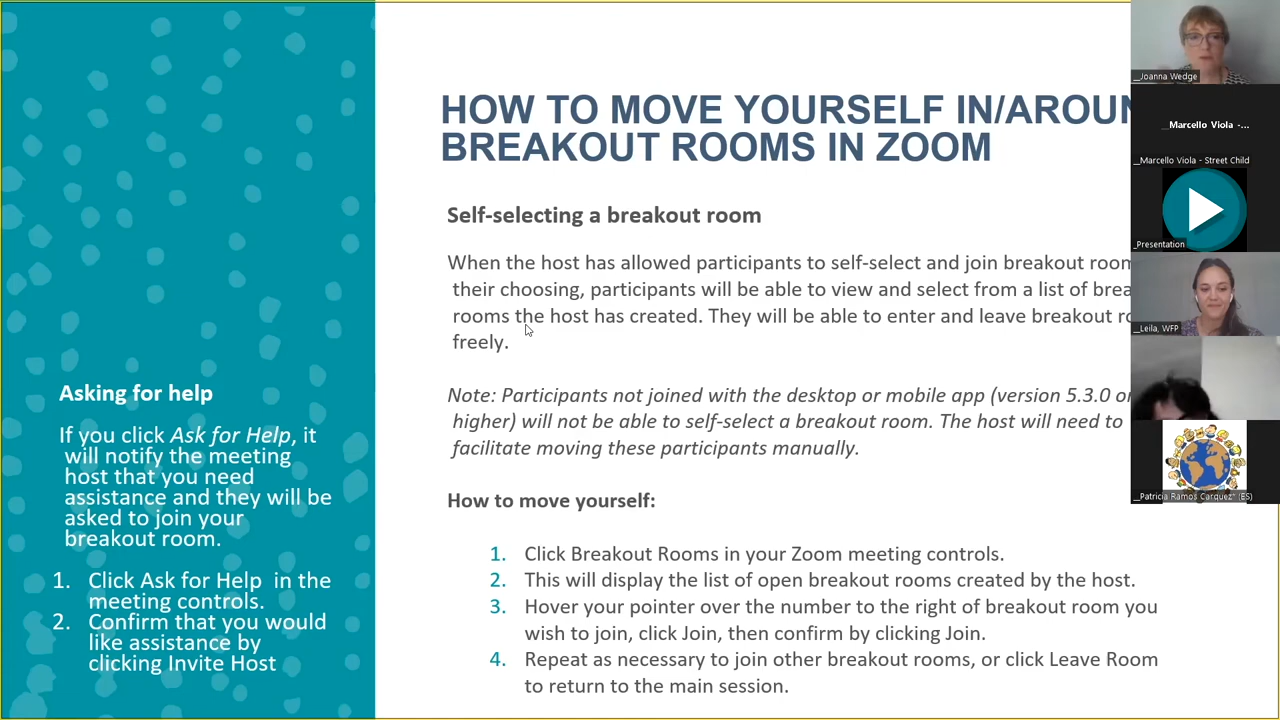 HOW TO MOVE YOURSELF IN/AROUN
BREAKOUT ROOMS IN ZOOM
Self-selecting a breakout room
When the host has allowed participants to self-select and join breakout room
their choosing, participants will be able to view and select from a list of brea
rooms the host has created. They will be able to enter and leave breakout ro
freely.
Note: Participants not joined with the desktop or mobile app (version 5.3.0 or
higher) will not be able to self-select a breakout room. The host will need to
facilitate moving these participants manually.
How to move yourself:
1. Click Breakout Rooms in your Zoom meeting controls.
2. This will display the list of open breakout rooms created by the host.
3. Hover your pointer over the number to the right of breakout room you
wish to join, click Join, then confirm by clicking Join.
4. Repeat as necessary to join other breakout rooms, or click Leave Room
to return to the main session.
Asking for help
If you click Ask for Help, it
will notify the meeting
host that you need
assistance and they will be
asked to join your
breakout room.
1. Click Ask for Help in the
meeting controls.
2. Confirm that you would
like assistance by
clicking Invite Host
_Joanna Wedge
_Marcello Viola -...
_Marcello Viola - Street Child
_Presentation
_Leila, WFP
_Patricia Ramos Carquez* (ES)